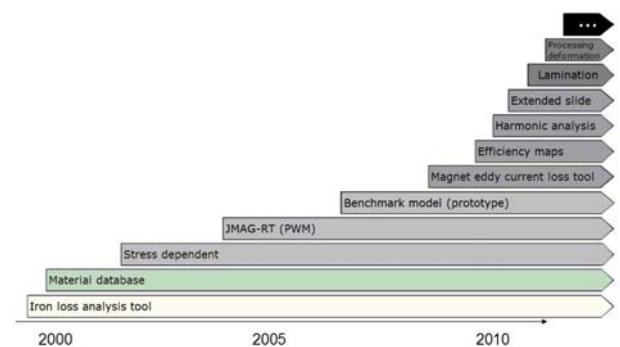 ...
Processing
deformation
Lamination
Extended slide
Harmonic analysis
Efficiency maps
Magnet eddy current loss tool
Benchmark model (prototype)
JMAG-RT (PWM)
Stress dependent
Material database
Iron loss analysis tool
2000 2005 2010